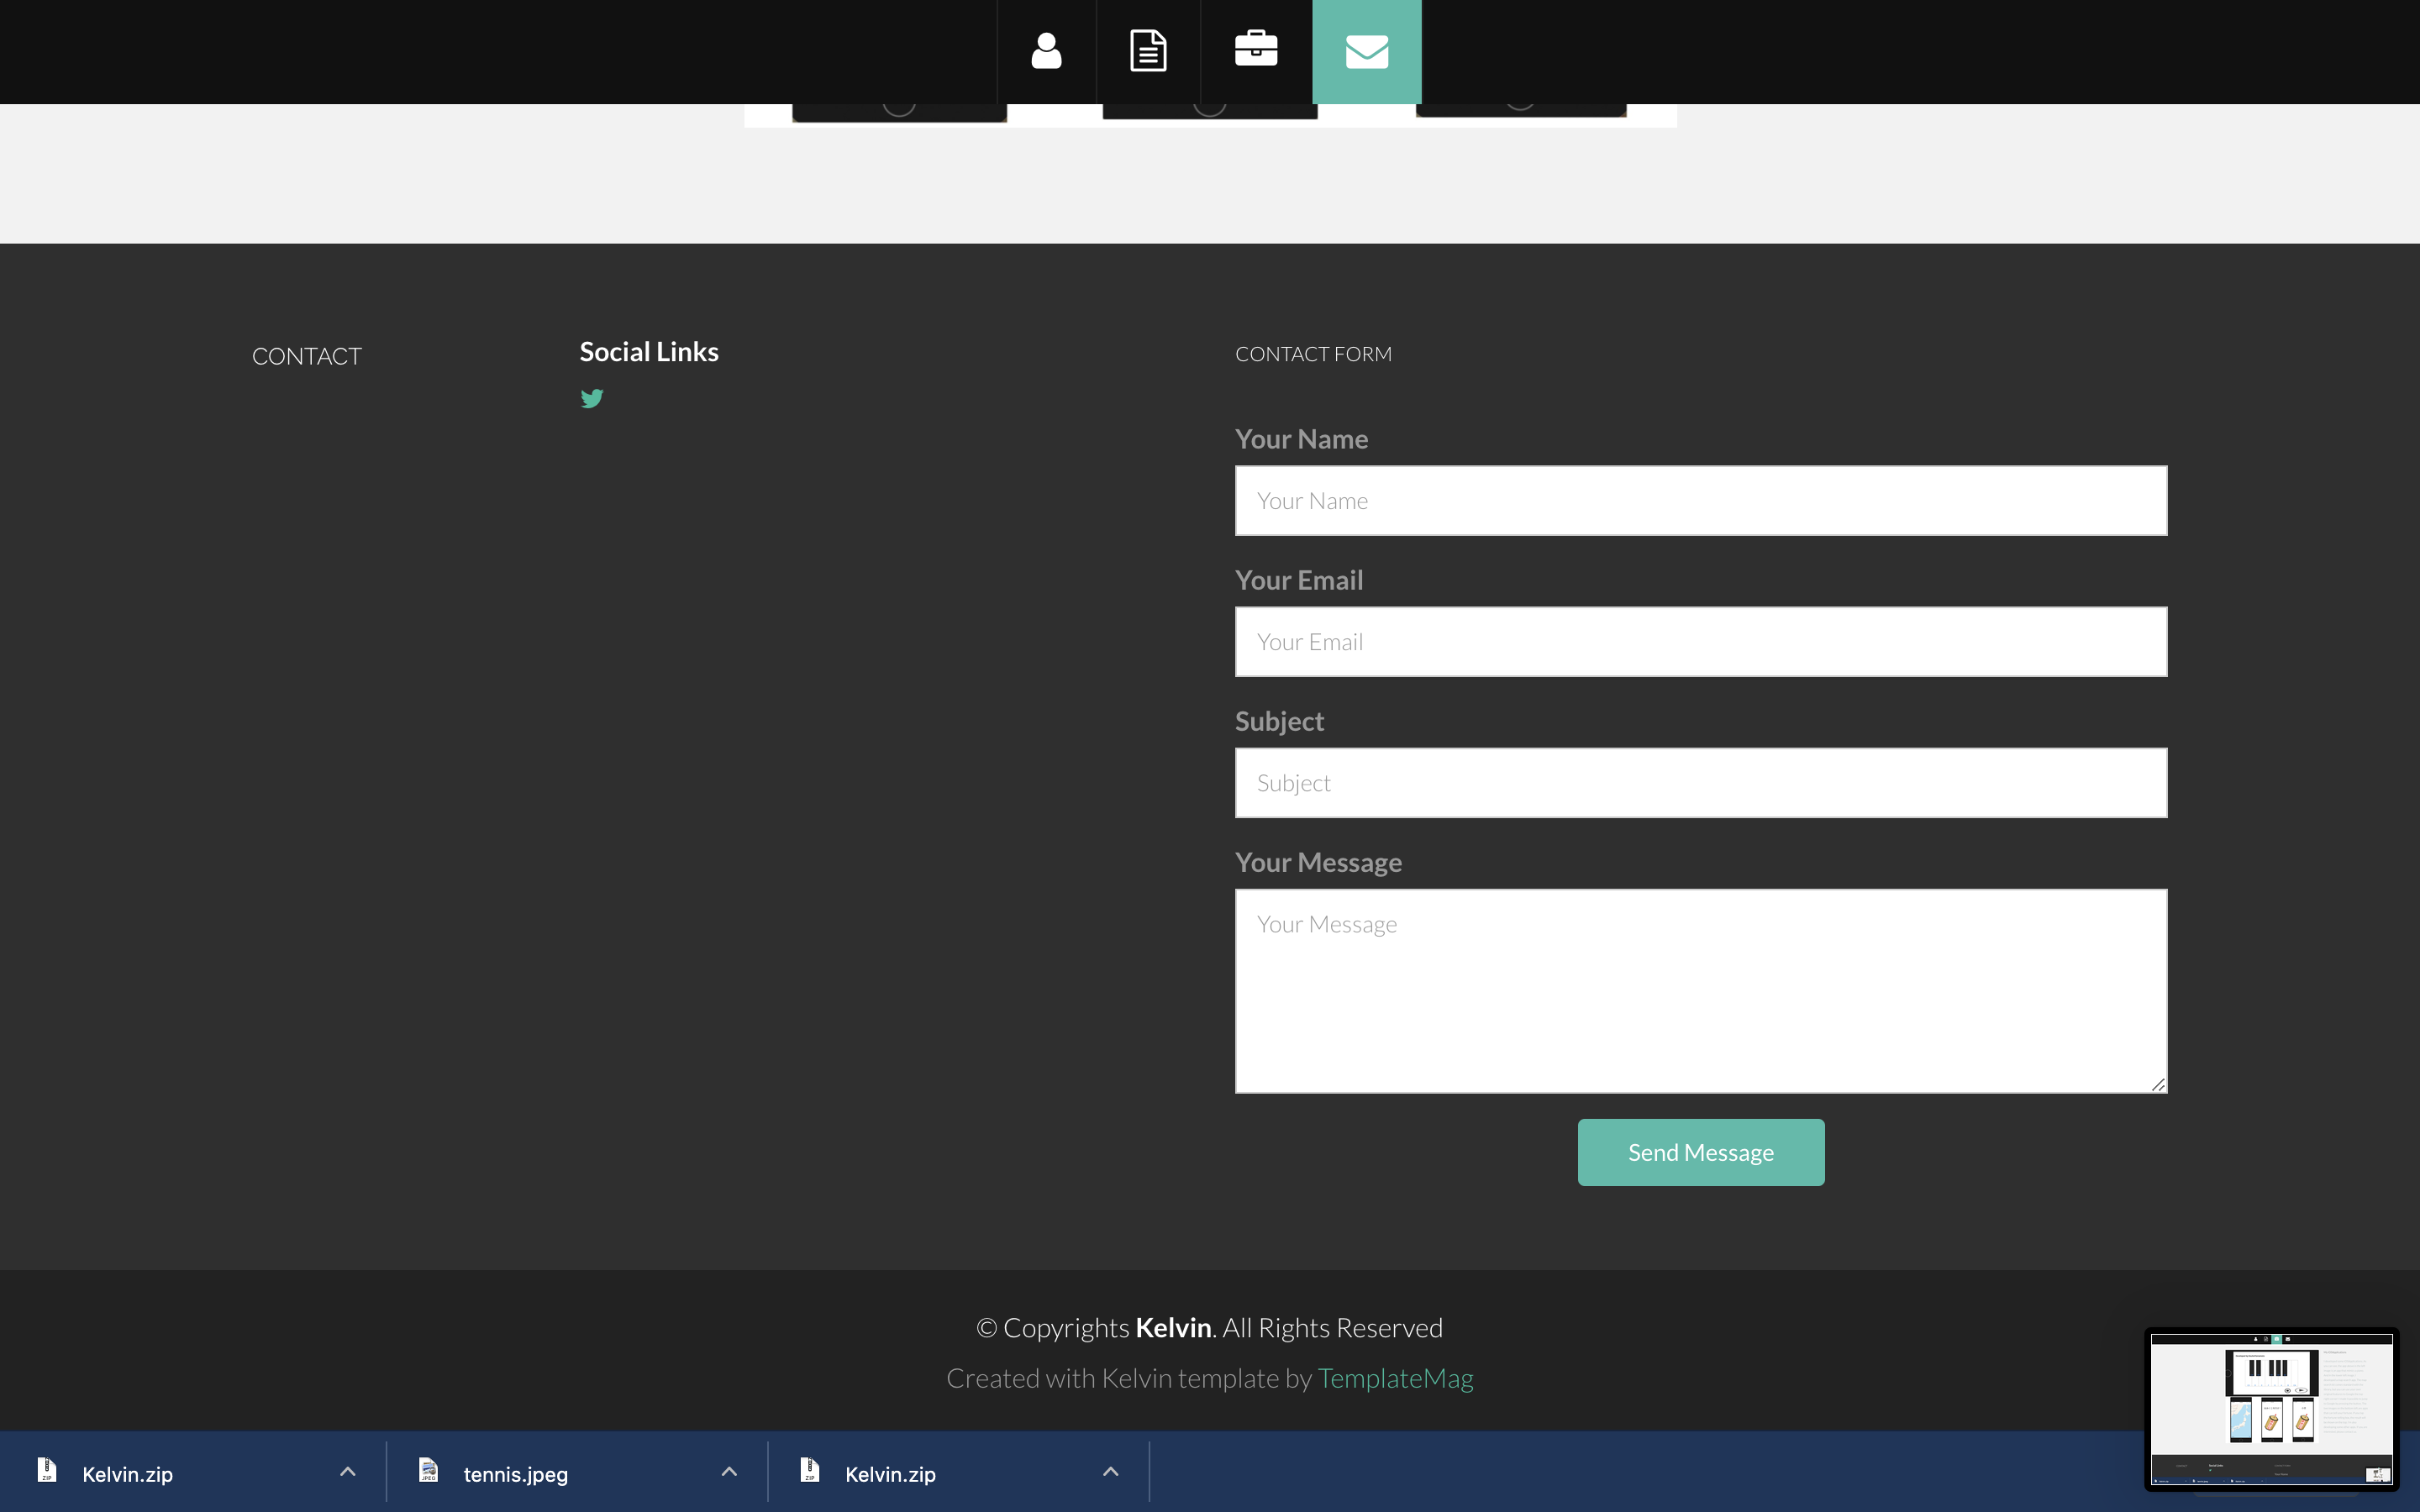 CONTACT
Social Links
CONTACT FORM
Your Name
Your Name
Your Email
Your Email
Subject
Subject
Your Message
Your Message
Send Message
© Copyrights Kelvin. All Rights Reserved
Created with Kelvin template by TemplateMag
Kelvin.zip
tennis.jpeg
Kelvin.zip